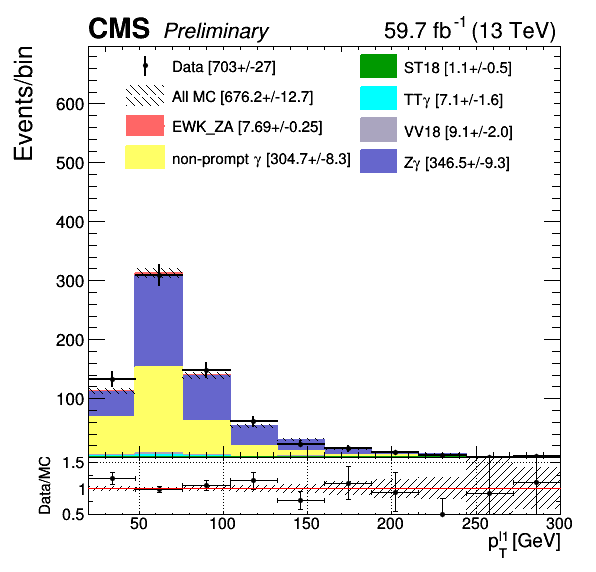 CMS Preliminary 59.7 fb⁻¹ (13 TeV)
Events/bin
Data [703+/-27]
All MC [676.2+/-12.7]
EWK_ZA [7.69+/-0.25]
non-prompt γ [304.7+/-8.3]
ST18 [1.1+/-0.5]
TTγ [7.1+/-1.6]
VV18 [9.1+/-2.0]
Zγ [346.5+/-9.3]
600
500
400
300
200
100
Data/MC
1.5
1
0.5
50 100 150 200 250 300
p_T^l1 [GeV]